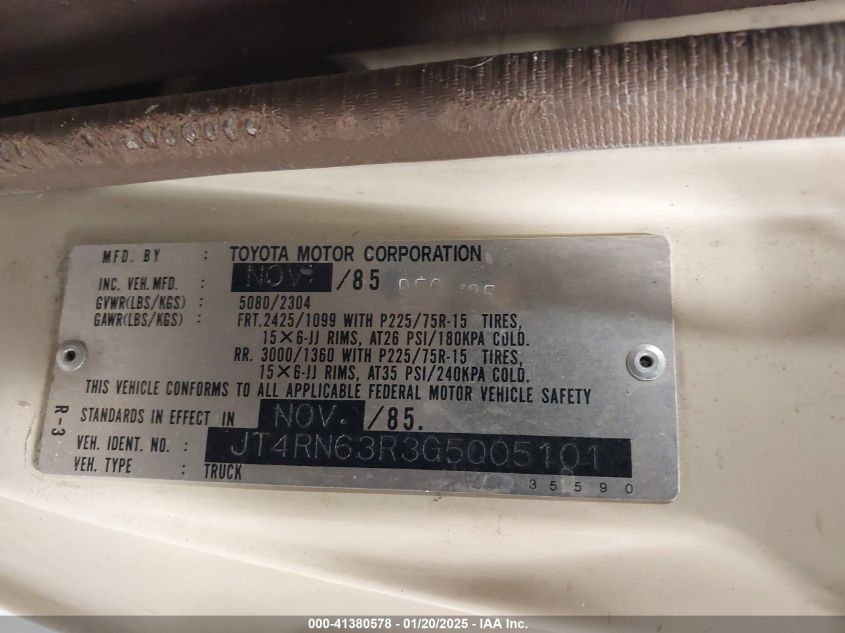 MFD. BY : TOYOTA MOTOR CORPORATION
INC. VEH.MFD. : NOV. /85 DEC '85
GVWR(LBS/KGS) : 5080/2304
GAWR(LBS/KGS) : FRT.2425/1099 WITH P225/75R-15 TIRES,
15×6-JJ RIMS, AT26 PSI/180KPA COLD.
RR. 3000/1360 WITH P225/75R-15 TIRES,
15×6-JJ RIMS, AT35 PSI/240KPA COLD.
THIS VEHICLE CONFORMS TO ALL APPLICABLE FEDERAL MOTOR VEHICLE SAFETY
STANDARDS IN EFFECT IN NOV. /85.
VEH. IDENT. NO. : JT4RN63R3G5005101
VEH. TYPE : TRUCK
35590
R-3
000-41380578 — 01/20/2025 — IAA Inc.